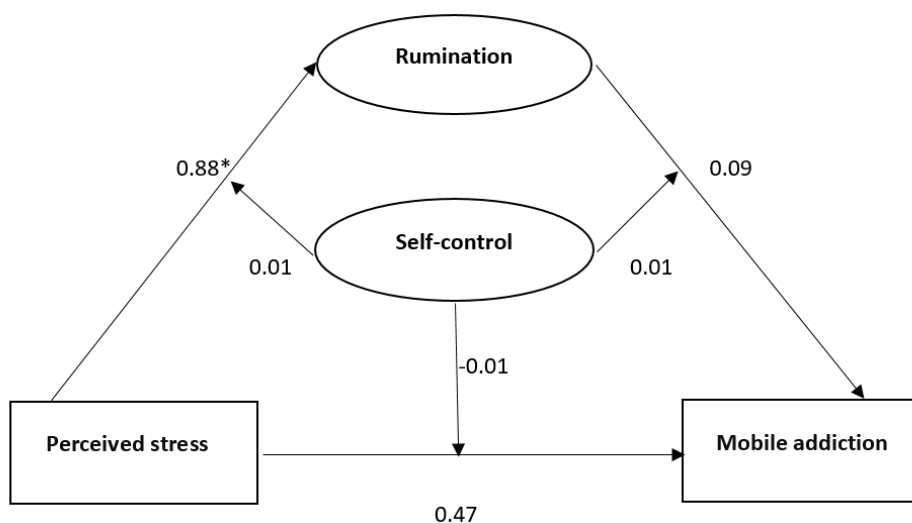 Rumination
0.88*
0.09
Self-control
0.01
0.01
-0.01
Perceived stress
Mobile addiction
0.47